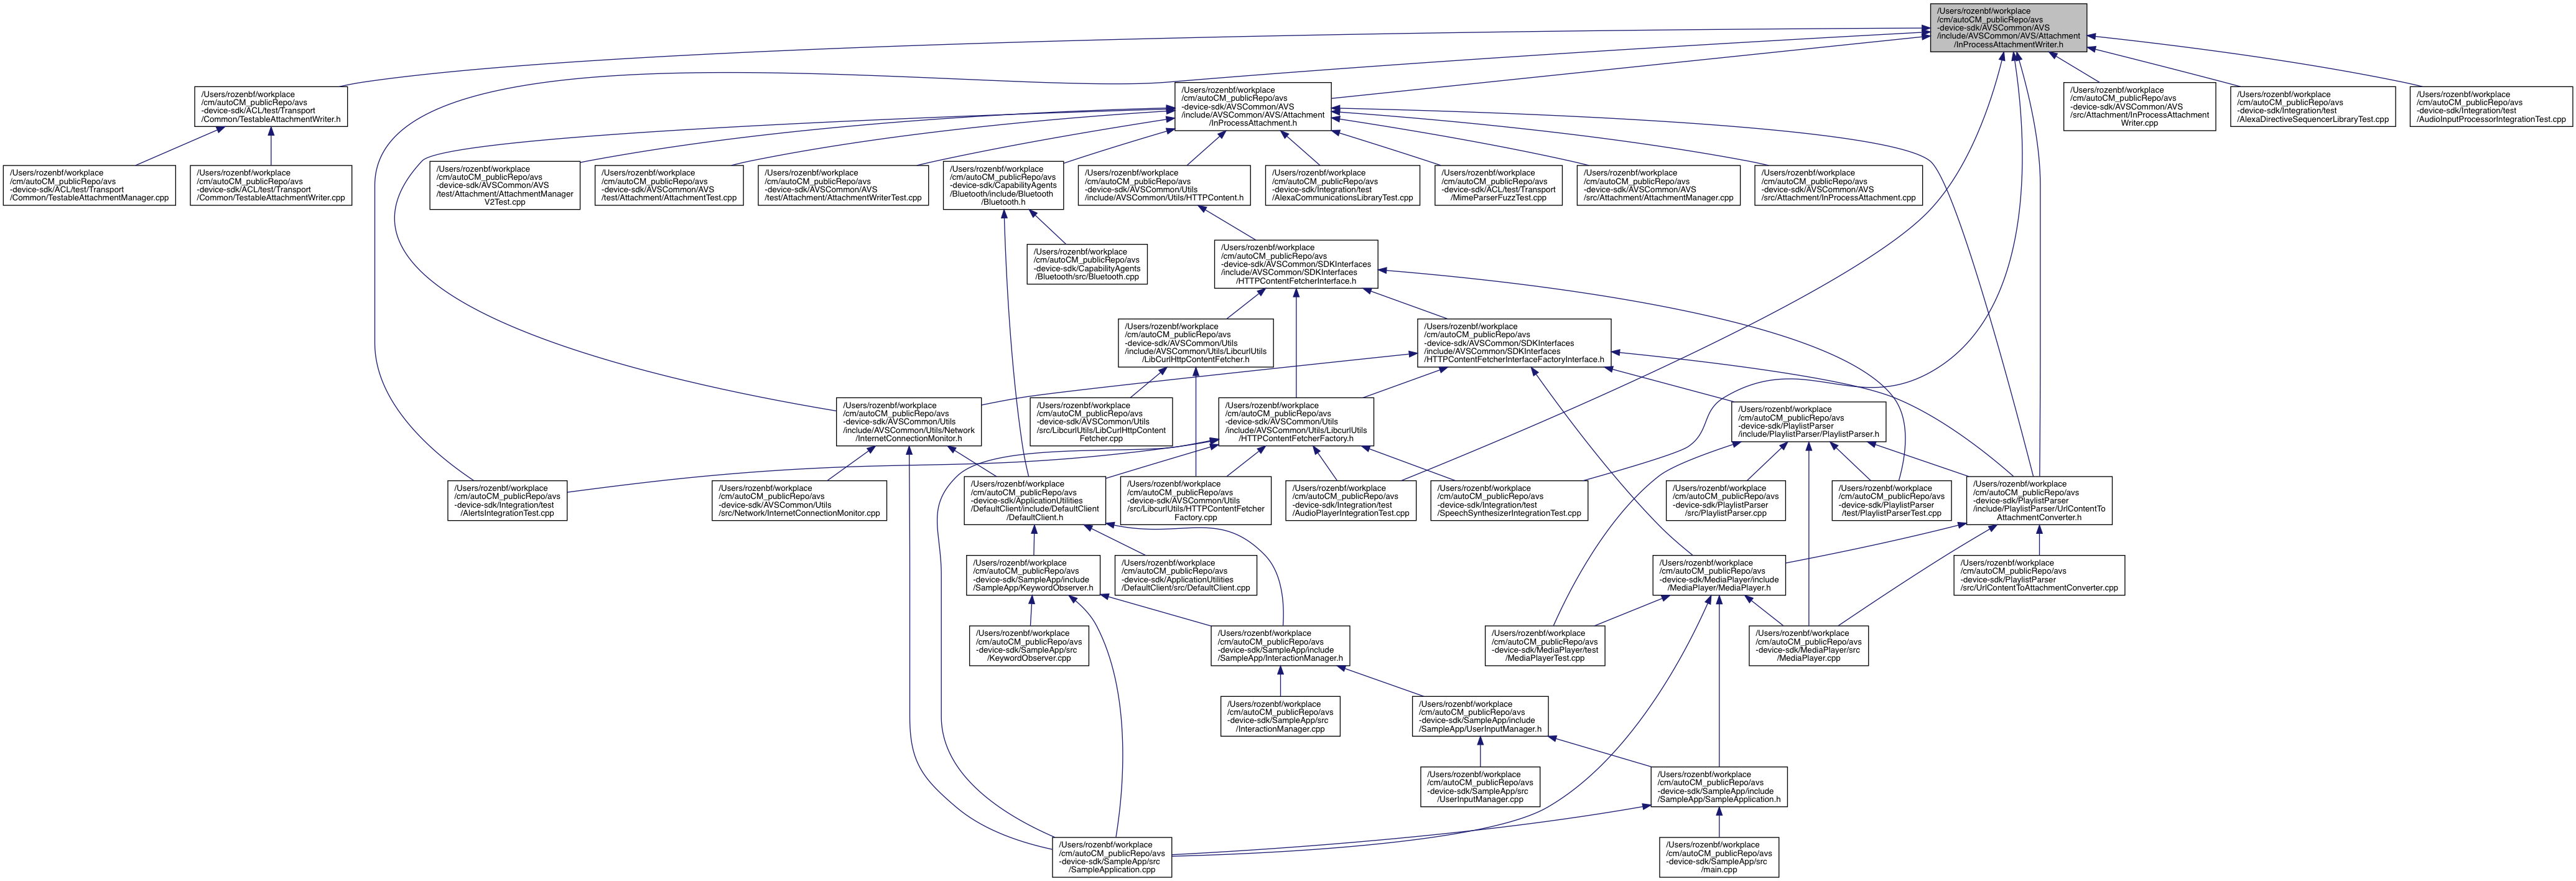 /Users/rozenbf/workplace
/cm/autoCM_publicRepo/avs
-device-sdk/AVSCommon/AVS
/include/AVSCommon/AVS/Attachment
/InProcessAttachmentWriter.h
/Users/rozenbf/workplace
/cm/autoCM_publicRepo/avs
-device-sdk/ACL/test/Transport
/Common/TestableAttachmentWriter.h
/Users/rozenbf/workplace
/cm/autoCM_publicRepo/avs
-device-sdk/AVSCommon/AVS
/include/AVSCommon/AVS/Attachment
/InProcessAttachment.h
/Users/rozenbf/workplace
/cm/autoCM_publicRepo/avs
-device-sdk/AVSCommon/AVS
/src/Attachment/InProcessAttachment
Writer.cpp
/Users/rozenbf/workplace
/cm/autoCM_publicRepo/avs
-device-sdk/Integration/test
/AlexaDirectiveSequencerLibraryTest.cpp
/Users/rozenbf/workplace
/cm/autoCM_publicRepo/avs
-device-sdk/Integration/test
/AudioInputProcessorIntegrationTest.cpp
/Users/rozenbf/workplace
/cm/autoCM_publicRepo/avs
-device-sdk/ACL/test/Transport
/Common/TestableAttachmentManager.cpp
/Users/rozenbf/workplace
/cm/autoCM_publicRepo/avs
-device-sdk/ACL/test/Transport
/Common/TestableAttachmentWriter.cpp
/Users/rozenbf/workplace
/cm/autoCM_publicRepo/avs
-device-sdk/AVSCommon/AVS
/test/Attachment/AttachmentManager
V2Test.cpp
/Users/rozenbf/workplace
/cm/autoCM_publicRepo/avs
-device-sdk/AVSCommon/AVS
/test/Attachment/AttachmentTest.cpp
/Users/rozenbf/workplace
/cm/autoCM_publicRepo/avs
-device-sdk/AVSCommon/AVS
/test/Attachment/AttachmentWriterTest.cpp
/Users/rozenbf/workplace
/cm/autoCM_publicRepo/avs
-device-sdk/CapabilityAgents
/Bluetooth/include/Bluetooth
/Bluetooth.h
/Users/rozenbf/workplace
/cm/autoCM_publicRepo/avs
-device-sdk/AVSCommon/Utils
/include/AVSCommon/Utils/HTTPContent.h
/Users/rozenbf/workplace
/cm/autoCM_publicRepo/avs
-device-sdk/Integration/test
/AlexaCommunicationsLibraryTest.cpp
/Users/rozenbf/workplace
/cm/autoCM_publicRepo/avs
-device-sdk/ACL/test/Transport
/MimeParserFuzzTest.cpp
/Users/rozenbf/workplace
/cm/autoCM_publicRepo/avs
-device-sdk/AVSCommon/AVS
/src/Attachment/AttachmentManager.cpp
/Users/rozenbf/workplace
/cm/autoCM_publicRepo/avs
-device-sdk/AVSCommon/AVS
/src/Attachment/InProcessAttachment.cpp
/Users/rozenbf/workplace
/cm/autoCM_publicRepo/avs
-device-sdk/CapabilityAgents
/Bluetooth/src/Bluetooth.cpp
/Users/rozenbf/workplace
/cm/autoCM_publicRepo/avs
-device-sdk/AVSCommon/SDKInterfaces
/include/AVSCommon/SDKInterfaces
/HTTPContentFetcherInterface.h
/Users/rozenbf/workplace
/cm/autoCM_publicRepo/avs
-device-sdk/AVSCommon/Utils
/include/AVSCommon/Utils/LibcurlUtils
/LibCurlHttpContentFetcher.h
/Users/rozenbf/workplace
/cm/autoCM_publicRepo/avs
-device-sdk/AVSCommon/SDKInterfaces
/include/AVSCommon/SDKInterfaces
/HTTPContentFetcherInterfaceFactoryInterface.h
/Users/rozenbf/workplace
/cm/autoCM_publicRepo/avs
-device-sdk/AVSCommon/Utils
/include/AVSCommon/Utils/Network
/InternetConnectionMonitor.h
/Users/rozenbf/workplace
/cm/autoCM_publicRepo/avs
-device-sdk/AVSCommon/Utils
/src/LibcurlUtils/LibCurlHttpContent
Fetcher.cpp
/Users/rozenbf/workplace
/cm/autoCM_publicRepo/avs
-device-sdk/AVSCommon/Utils
/include/AVSCommon/Utils/LibcurlUtils
/HTTPContentFetcherFactory.h
/Users/rozenbf/workplace
/cm/autoCM_publicRepo/avs
-device-sdk/PlaylistParser
/include/PlaylistParser/PlaylistParser.h
/Users/rozenbf/workplace
/cm/autoCM_publicRepo/avs
-device-sdk/Integration/test
/AlertsIntegrationTest.cpp
/Users/rozenbf/workplace
/cm/autoCM_publicRepo/avs
-device-sdk/AVSCommon/Utils
/src/Network/InternetConnectionMonitor.cpp
/Users/rozenbf/workplace
/cm/autoCM_publicRepo/avs
-device-sdk/ApplicationUtilities
/DefaultClient/include/DefaultClient
/DefaultClient.h
/Users/rozenbf/workplace
/cm/autoCM_publicRepo/avs
-device-sdk/AVSCommon/Utils
/src/LibcurlUtils/HTTPContentFetcher
Factory.cpp
/Users/rozenbf/workplace
/cm/autoCM_publicRepo/avs
-device-sdk/Integration/test
/AudioPlayerIntegrationTest.cpp
/Users/rozenbf/workplace
/cm/autoCM_publicRepo/avs
-device-sdk/Integration/test
/SpeechSynthesizerIntegrationTest.cpp
/Users/rozenbf/workplace
/cm/autoCM_publicRepo/avs
-device-sdk/PlaylistParser
/src/PlaylistParser.cpp
/Users/rozenbf/workplace
/cm/autoCM_publicRepo/avs
-device-sdk/PlaylistParser
/test/PlaylistParserTest.cpp
/Users/rozenbf/workplace
/cm/autoCM_publicRepo/avs
-device-sdk/PlaylistParser
/include/PlaylistParser/UrlContentTo
AttachmentConverter.h
/Users/rozenbf/workplace
/cm/autoCM_publicRepo/avs
-device-sdk/SampleApp/include
/SampleApp/KeywordObserver.h
/Users/rozenbf/workplace
/cm/autoCM_publicRepo/avs
-device-sdk/ApplicationUtilities
/DefaultClient/src/DefaultClient.cpp
/Users/rozenbf/workplace
/cm/autoCM_publicRepo/avs
-device-sdk/MediaPlayer/include
/MediaPlayer/MediaPlayer.h
/Users/rozenbf/workplace
/cm/autoCM_publicRepo/avs
-device-sdk/PlaylistParser
/src/UrlContentToAttachmentConverter.cpp
/Users/rozenbf/workplace
/cm/autoCM_publicRepo/avs
-device-sdk/SampleApp/src
/KeywordObserver.cpp
/Users/rozenbf/workplace
/cm/autoCM_publicRepo/avs
-device-sdk/SampleApp/include
/SampleApp/InteractionManager.h
/Users/rozenbf/workplace
/cm/autoCM_publicRepo/avs
-device-sdk/MediaPlayer/test
/MediaPlayerTest.cpp
/Users/rozenbf/workplace
/cm/autoCM_publicRepo/avs
-device-sdk/MediaPlayer/src
/MediaPlayer.cpp
/Users/rozenbf/workplace
/cm/autoCM_publicRepo/avs
-device-sdk/SampleApp/src
/InteractionManager.cpp
/Users/rozenbf/workplace
/cm/autoCM_publicRepo/avs
-device-sdk/SampleApp/include
/SampleApp/UserInputManager.h
/Users/rozenbf/workplace
/cm/autoCM_publicRepo/avs
-device-sdk/SampleApp/src
/UserInputManager.cpp
/Users/rozenbf/workplace
/cm/autoCM_publicRepo/avs
-device-sdk/SampleApp/include
/SampleApp/SampleApplication.h
/Users/rozenbf/workplace
/cm/autoCM_publicRepo/avs
-device-sdk/SampleApp/src
/SampleApplication.cpp
/Users/rozenbf/workplace
/cm/autoCM_publicRepo/avs
-device-sdk/SampleApp/src
/main.cpp